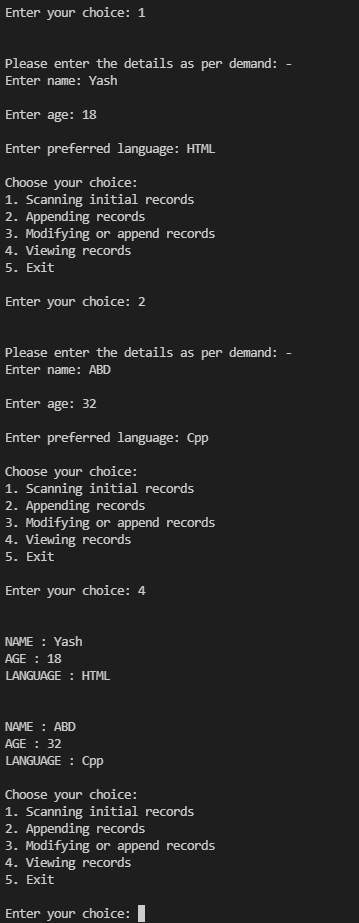 Enter your choice: 1
Please enter the details as per demand: -
Enter name: Yash
Enter age: 18
Enter preferred language: HTML
Choose your choice:
1. Scanning initial records
2. Appending records
3. Modifying or append records
4. Viewing records
5. Exit
Enter your choice: 2
Please enter the details as per demand: -
Enter name: ABD
Enter age: 32
Enter preferred language: Cpp
Choose your choice:
1. Scanning initial records
2. Appending records
3. Modifying or append records
4. Viewing records
5. Exit
Enter your choice: 4
NAME : Yash
AGE : 18
LANGUAGE : HTML
NAME : ABD
AGE : 32
LANGUAGE : Cpp
Choose your choice:
1. Scanning initial records
2. Appending records
3. Modifying or append records
4. Viewing records
5. Exit
Enter your choice: